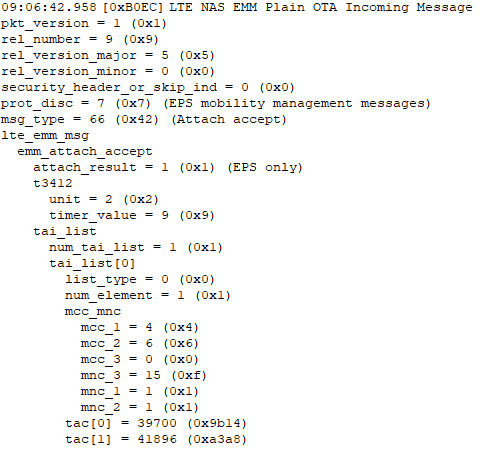 09:06:42.958 [0xB0EC] LTE NAS EMM Plain OTA Incoming Message
pkt_version = 1 (0x1)
rel_number = 9 (0x9)
rel_version_major = 5 (0x5)
rel_version_minor = 0 (0x0)
security_header_or_skip_ind = 0 (0x0)
prot_disc = 7 (0x7) (EPS mobility management messages)
msg_type = 66 (0x42) (Attach accept)
lte_emm_msg
emm_attach_accept
attach_result = 1 (0x1) (EPS only)
t3412
unit = 2 (0x2)
timer_value = 9 (0x9)
tai_list
num_tai_list = 1 (0x1)
tai_list[0]
list_type = 0 (0x0)
num_element = 1 (0x1)
mcc_mnc
mcc_1 = 4 (0x4)
mcc_2 = 6 (0x6)
mcc_3 = 0 (0x0)
mnc_3 = 15 (0xf)
mnc_1 = 1 (0x1)
mnc_2 = 1 (0x1)
tac[0] = 39700 (0x9b14)
tac[1] = 41896 (0xa3a8)